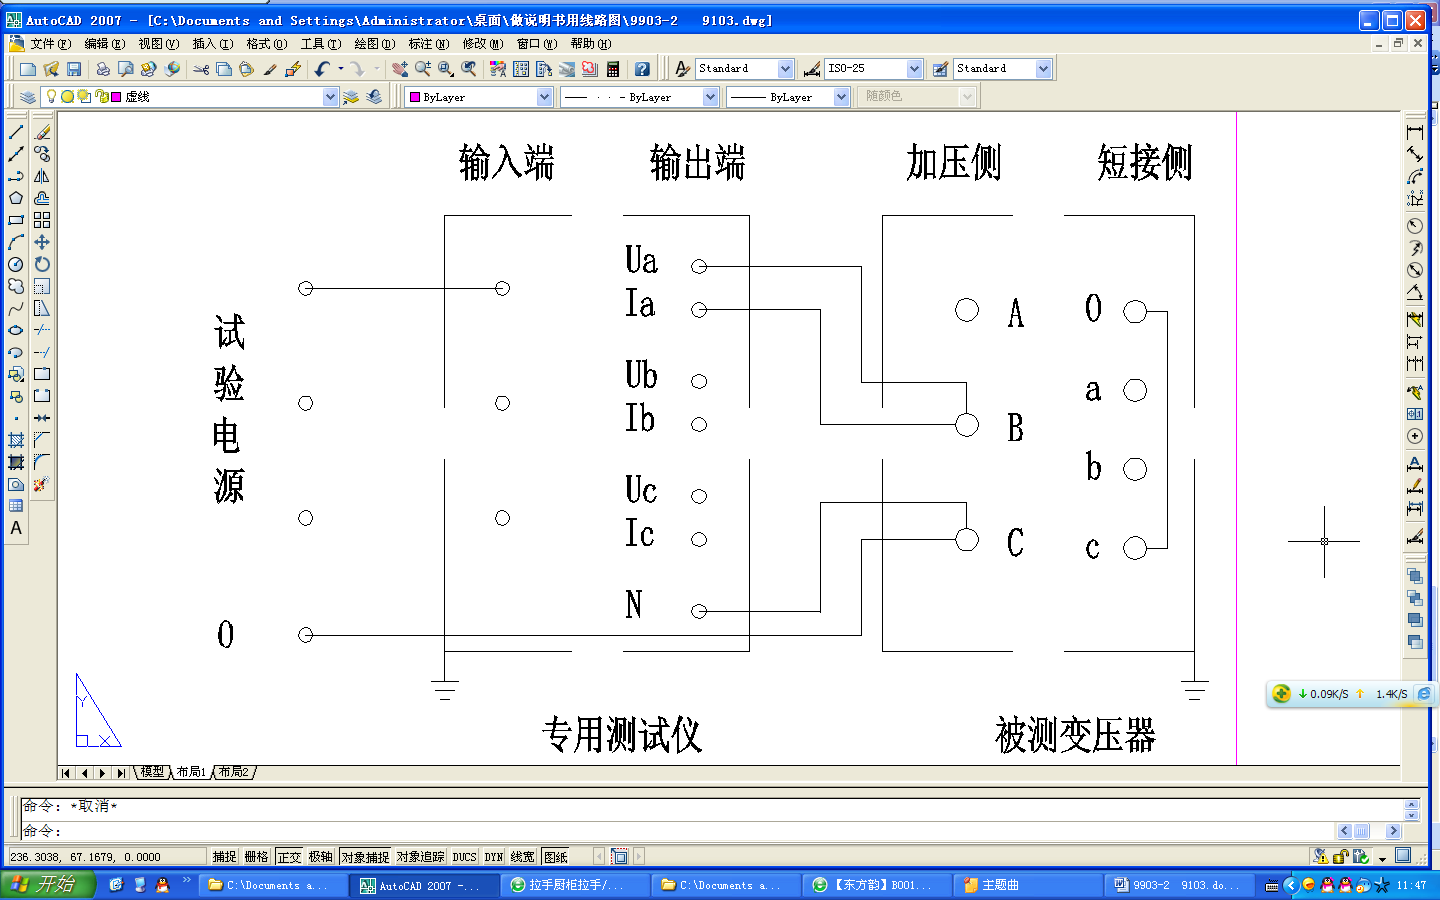 AutoCAD 2007 - [C:\Documents and Settings\Administrator\桌面\做说明书用线路图\9903-2   9103.dwg]
文件(F) 编辑(E) 视图(V) 插入(I) 格式(O) 工具(T) 绘图(D) 标注(N) 修改(M) 窗口(W) 帮助(H)
Standard ISO-25 Standard
虚线 ByLayer ByLayer ByLayer 随颜色
输入端 输出端 加压侧 短接侧
Ua
Ia
A 0
试验电源
Ub
a
Ib
B
b
Uc
Ic
C c
N
0
专用测试仪 被测变压器
Y
X
0.09K/S 1.4K/S
模型 布局1 布局2
命令: *取消*
命令:
236.3038, 67.1679, 0.0000 捕捉 栅格 正交 极轴 对象捕捉 对象追踪 DUCS DYN 线宽 图纸
开始 C:\Documents a... AutoCAD 2007 -... 拉手厨柜拉手/... C:\Documents a... 【东方韵】B001... 主题曲 9903-2  9103.do... 11:47